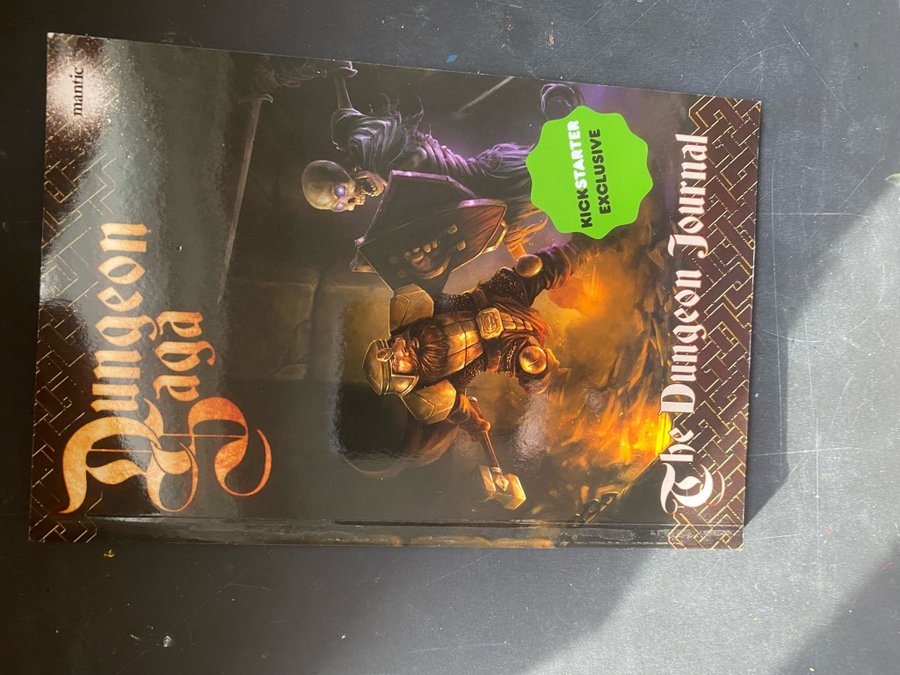 mantic
Dungeon
Saga
KICKSTARTER
EXCLUSIVE
The Dungeon Journal